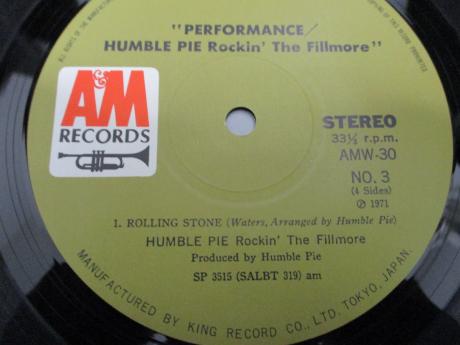 "PERFORMANCE/
HUMBLE PIE Rockin' The Fillmore"
A&M
RECORDS
STEREO
33⅓ r.p.m.
AMW-30
NO. 3
(4 Sides)
℗ 1971
1. ROLLING STONE (Waters, Arranged by Humble Pie)
HUMBLE PIE Rockin' The Fillmore
Produced by Humble Pie
SP 3515 (SALBT 319) am
MANUFACTURED BY KING RECORD CO., LTD. TOKYO, JAPAN.